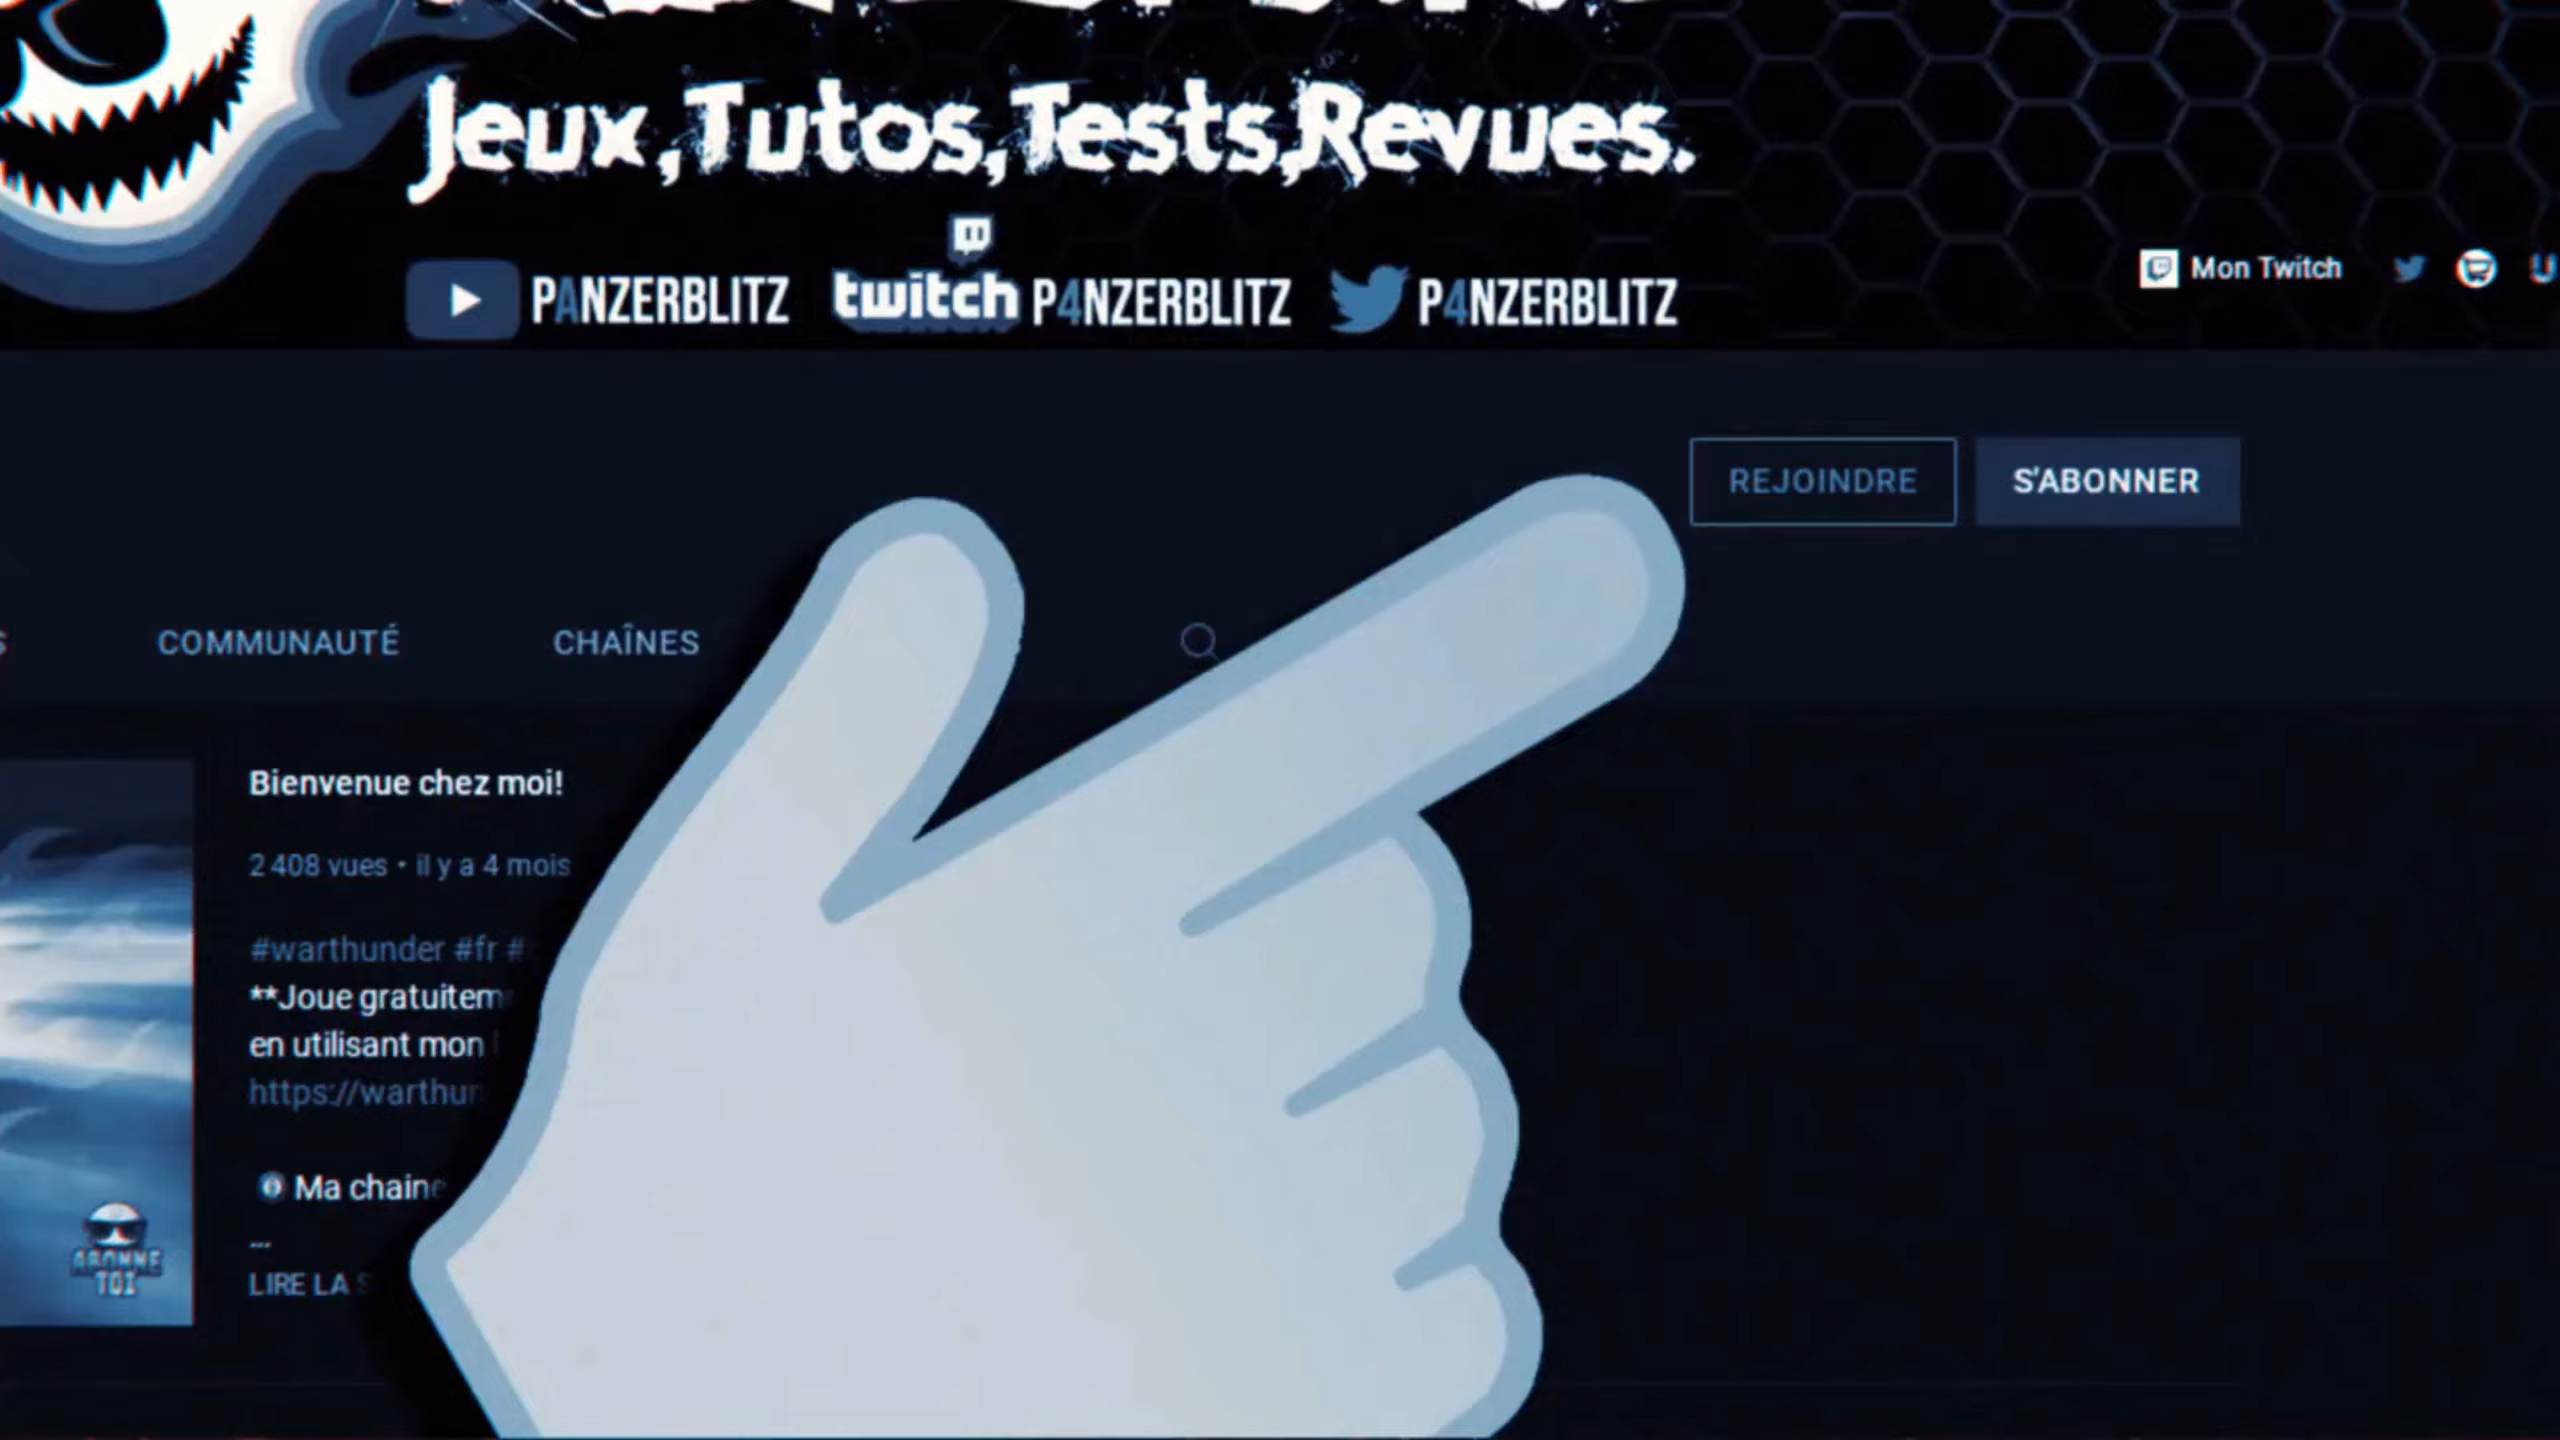 Jeux,Tutos,Tests,Revues.
PANZERBLITZ
twitch P4NZERBLITZ
P4NZERBLITZ
Mon Twitch
REJOINDRE
S'ABONNER
COMMUNAUTÉ
CHAÎNES
Bienvenue chez moi!
2 408 vues • il y a 4 mois
#warthunder #fr #
**Joue gratuitem
en utilisant mon
https://warthun
Ma chaine
...
LIRE LA S
ABONNE
TOI